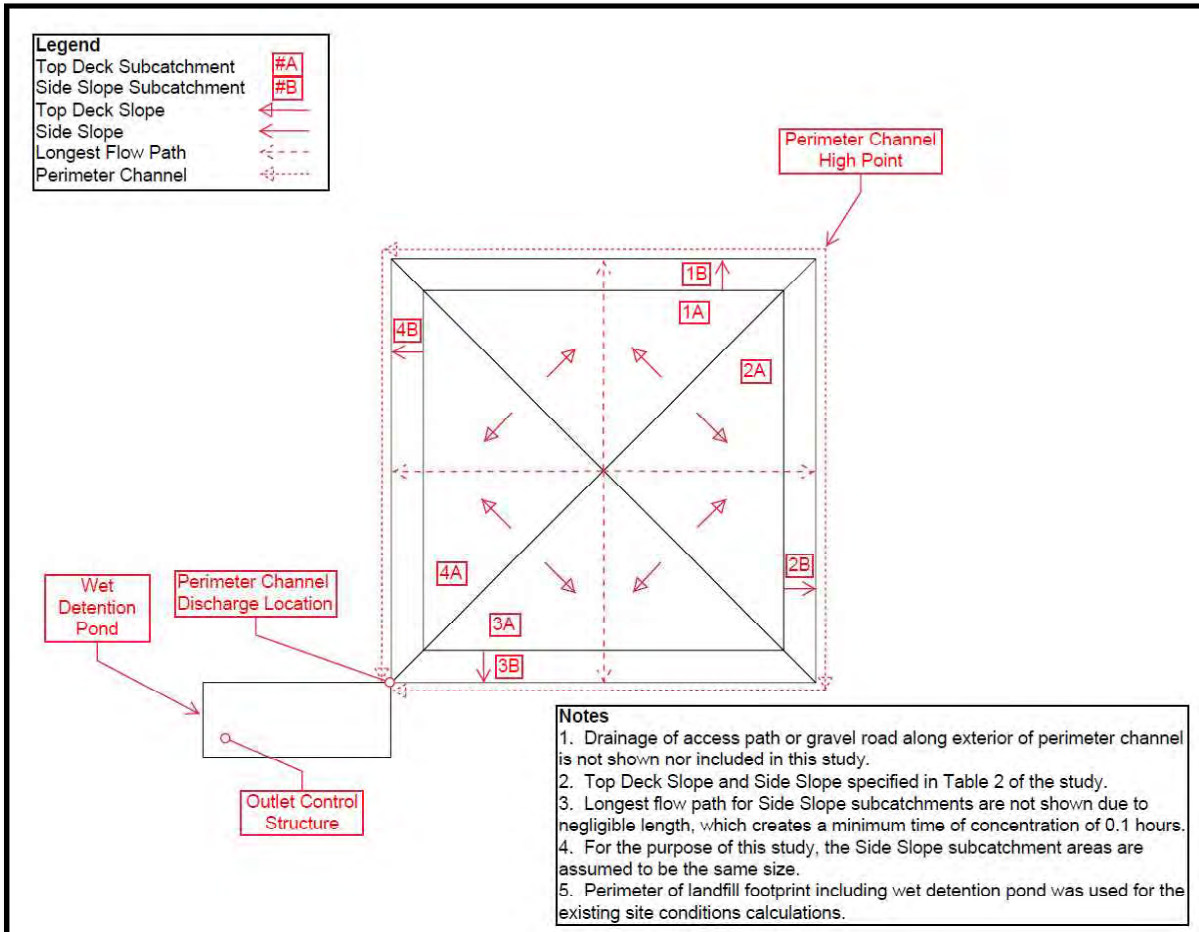 Legend
Top Deck Subcatchment #A
Side Slope Subcatchment #B
Top Deck Slope
Side Slope
Longest Flow Path
Perimeter Channel
Perimeter Channel
High Point
1B
1A
4B
2A
2B
4A
3A
3B
Wet
Detention
Pond
Perimeter Channel
Discharge Location
Outlet Control
Structure
Notes
1. Drainage of access path or gravel road along exterior of perimeter channel
is not shown nor included in this study.
2. Top Deck Slope and Side Slope specified in Table 2 of the study.
3. Longest flow path for Side Slope subcatchments are not shown due to
negligible length, which creates a minimum time of concentration of 0.1 hours.
4. For the purpose of this study, the Side Slope subcatchment areas are
assumed to be the same size.
5. Perimeter of landfill footprint including wet detention pond was used for the
existing site conditions calculations.